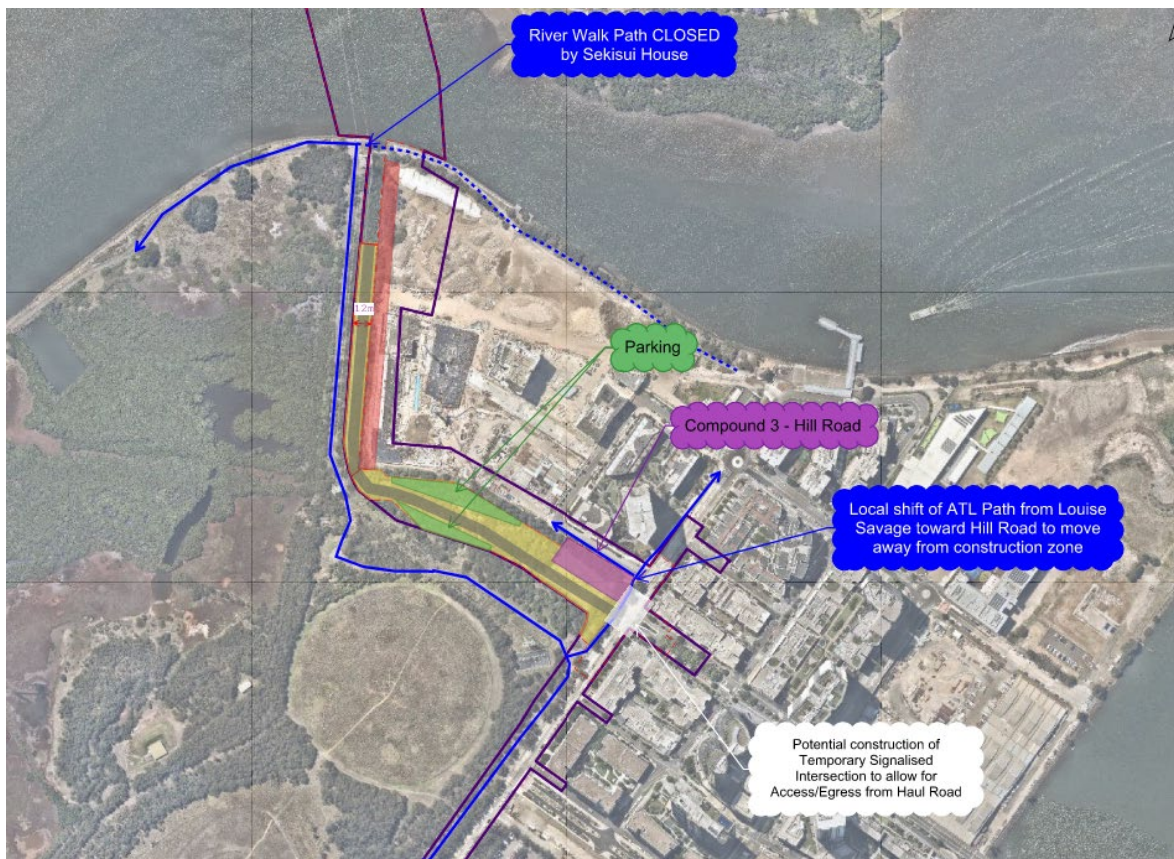 River Walk Path CLOSED
by Sekisui House
12m
Parking
Compound 3 - Hill Road
Local shift of ATL Path from Louise
Savage toward Hill Road to move
away from construction zone
Potential construction of
Temporary Signalised
Intersection to allow for
Access/Egress from Haul Road